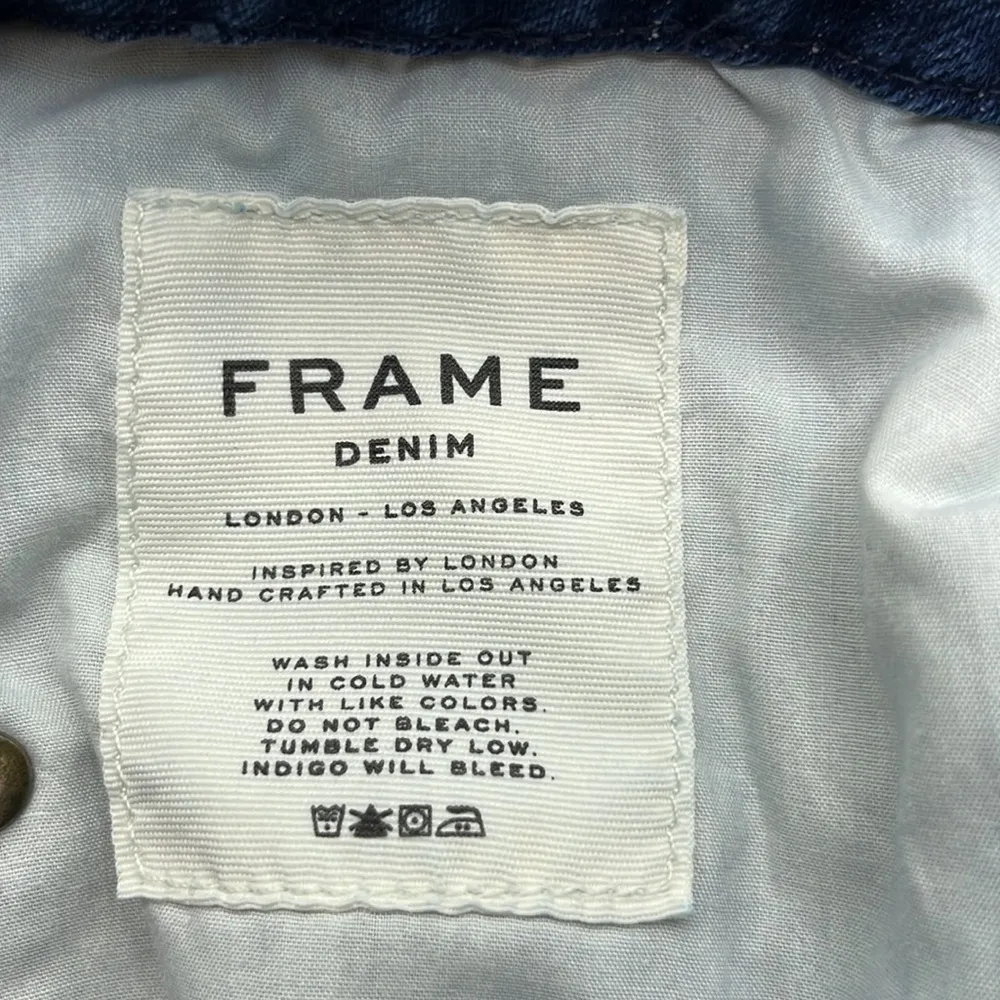 FRAME
DENIM
LONDON - LOS ANGELES
INSPIRED BY LONDON
HAND CRAFTED IN LOS ANGELES
WASH INSIDE OUT
IN COLD WATER
WITH LIKE COLORS.
DO NOT BLEACH.
TUMBLE DRY LOW.
INDIGO WILL BLEED.